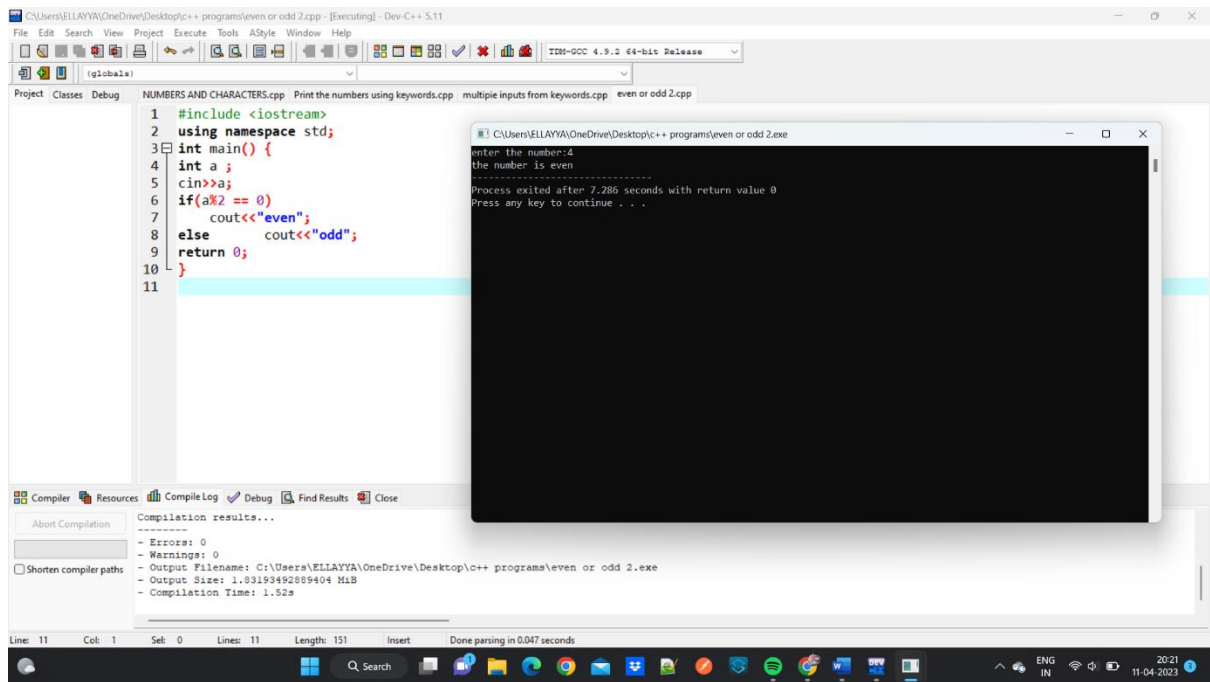 C:\Users\ELLAYYA\OneDrive\Desktop\c++ programs\even or odd 2.cpp - [Executing] - Dev-C++ 5.11
File Edit Search View Project Execute Tools AStyle Window Help
TDM-GCC 4.9.2 64-bit Release
(globals)
Project Classes Debug
NUMBERS AND CHARACTERS.cpp Print the numbers using keywords.cpp multipie inputs from keywords.cpp even or odd 2.cpp
1 #include <iostream>
2 using namespace std;
3 int main() {
4 int a ;
5 cin>>a;
6 if(a%2 == 0)
7 cout<<"even";
8 else cout<<"odd";
9 return 0;
10 }
11
C:\Users\ELLAYYA\OneDrive\Desktop\c++ programs\even or odd 2.exe
enter the number:4
the number is even
--------------------------------
Process exited after 7.286 seconds with return value 0
Press any key to continue . . .
Compiler Resources Compile Log Debug Find Results Close
Abort Compilation
Shorten compiler paths
Compilation results...
--------
- Errors: 0
- Warnings: 0
- Output Filename: C:\Users\ELLAYYA\OneDrive\Desktop\c++ programs\even or odd 2.exe
- Output Size: 1.83193492889404 MiB
- Compilation Time: 1.52s
Line: 11 Col: 1 Sel: 0 Lines: 11 Length: 151 Insert Done parsing in 0.047 seconds
Search
DEV
ENG
IN
20:21
11-04-2023